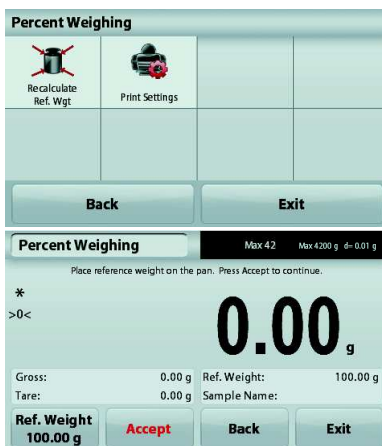 Percent Weighing
Recalculate
Ref. Wgt
Print Settings
Back
Exit
Percent Weighing
Max 42
Max 4200 g d= 0.01 g
Place reference weight on the pan. Press Accept to continue.
*
>0<
0.00 g
Gross: 0.00 g
Ref. Weight: 100.00 g
Tare: 0.00 g
Sample Name:
Ref. Weight
100.00 g
Accept
Back
Exit